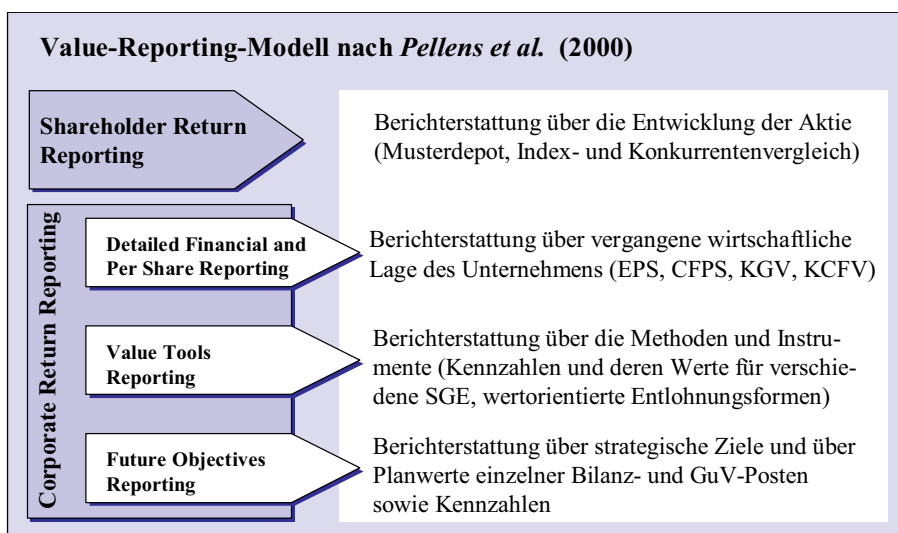 Value-Reporting-Modell nach Pellens et al. (2000)
Shareholder Return
Reporting
Berichterstattung über die Entwicklung der Aktie
(Musterdepot, Index- und Konkurrentenvergleich)
Corporate Return Reporting
Detailed Financial and
Per Share Reporting
Berichterstattung über vergangene wirtschaftliche
Lage des Unternehmens (EPS, CFPS, KGV, KCFV)
Value Tools
Reporting
Berichterstattung über die Methoden und Instru-
mente (Kennzahlen und deren Werte für verschie-
dene SGE, wertorientierte Entlohnungsformen)
Future Objectives
Reporting
Berichterstattung über strategische Ziele und über
Planwerte einzelner Bilanz- und GuV-Posten
sowie Kennzahlen